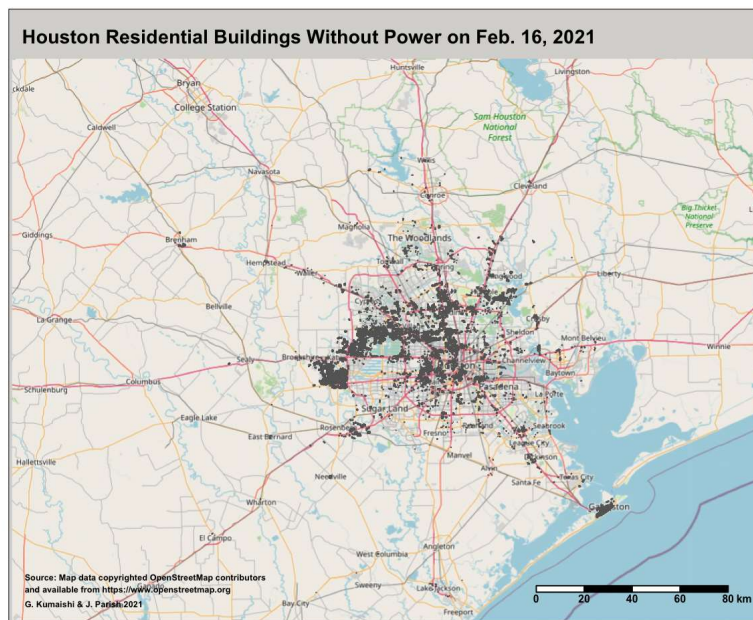 Houston Residential Buildings Without Power on Feb. 16, 2021
Huntsville
Livingston
Bryan
ckdale
College Station
Sam Houston
National
Forest
Caldwell
Willis
Navasota
Cleveland
Conroe
Big Thicket
National
Preserve
Magnolia
Giddings
The Woodlands
Brenham
Tomball
Hempstead
Spring
Waller
Liberty
Cypress
Bellville
La Grange
Crosby
Sheldon
Mont Belvieu
Winnie
Sealy
Brookshire
Channelview
Columbus
Baytown
Schulenburg
Pasadena
La Porte
Sugar Land
Eagle Lake
Seabrook
Rosenberg
Pearland
East Bernard
Fresno
League City
Manvel
Dickinson
Hallettsville
Alvin
Needville
Texas City
Santa Fe
Wharton
Galveston
El Campo
Angleton
West Columbia
Source: Map data copyrighted OpenStreetMap contributors
and available from https://www.openstreetmap.org
Sweeny
Lake Jackson
Ganado
G. Kumaishi & J. Parish 2021
Bay City
Freeport
0 20 40 60 80 km